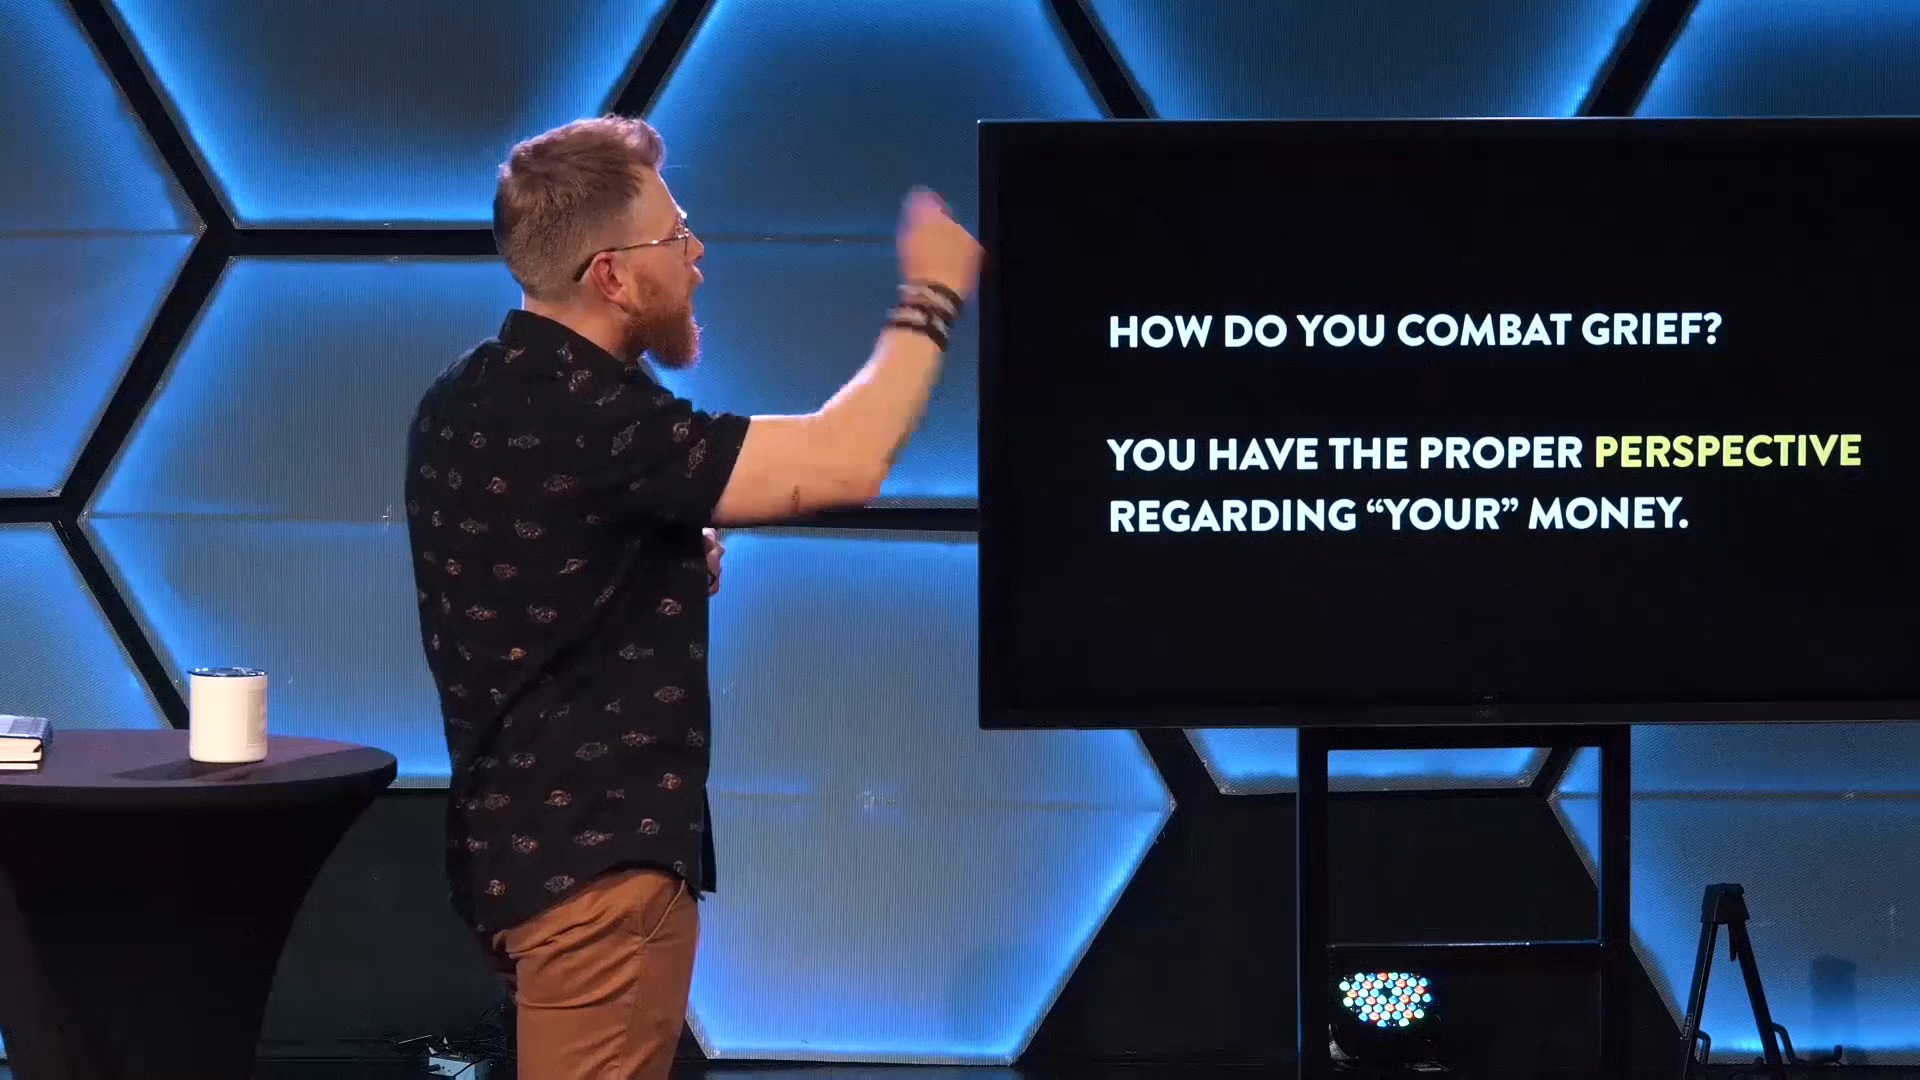 HOW DO YOU COMBAT GRIEF?
YOU HAVE THE PROPER PERSPECTIVE
REGARDING “YOUR” MONEY.